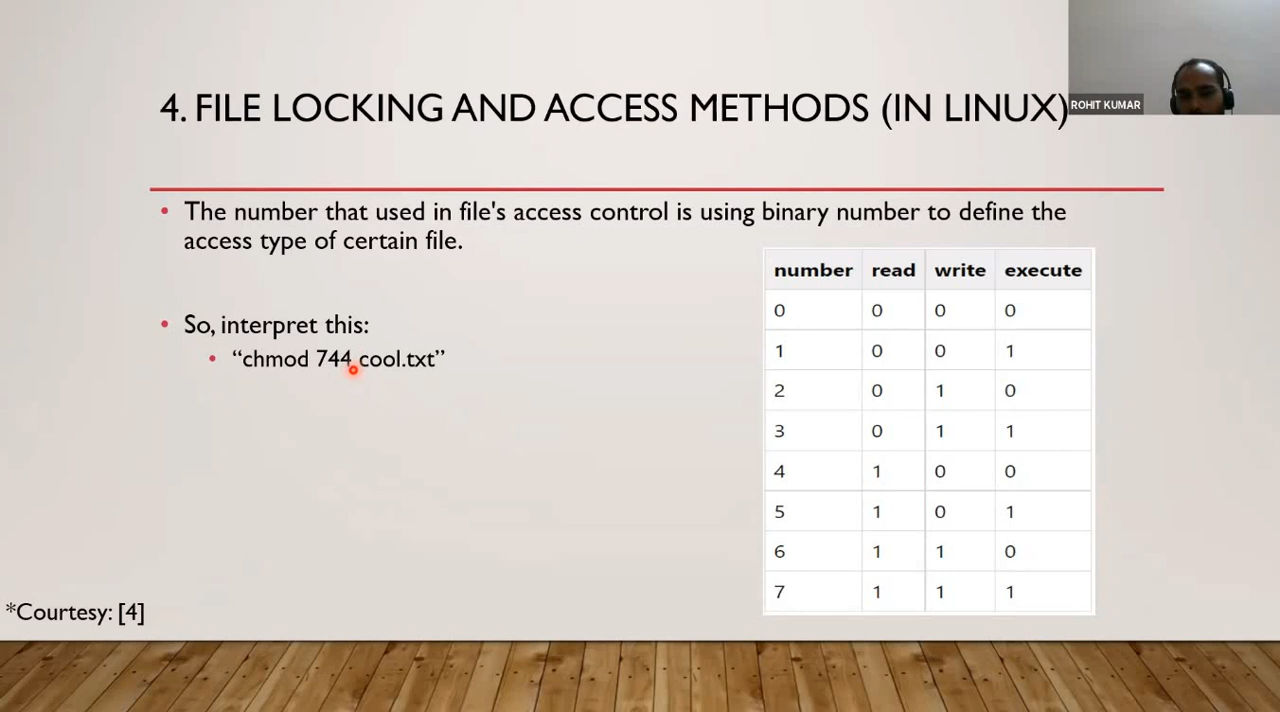 4. FILE LOCKING AND ACCESS METHODS (IN LINUX)
ROHIT KUMAR
• The number that used in file's access control is using binary number to define the
access type of certain file.
• So, interpret this:
• “chmod 744 cool.txt”
number read write execute
0 0 0 0
1 0 0 1
2 0 1 0
3 0 1 1
4 1 0 0
5 1 0 1
6 1 1 0
7 1 1 1
*Courtesy: [4]